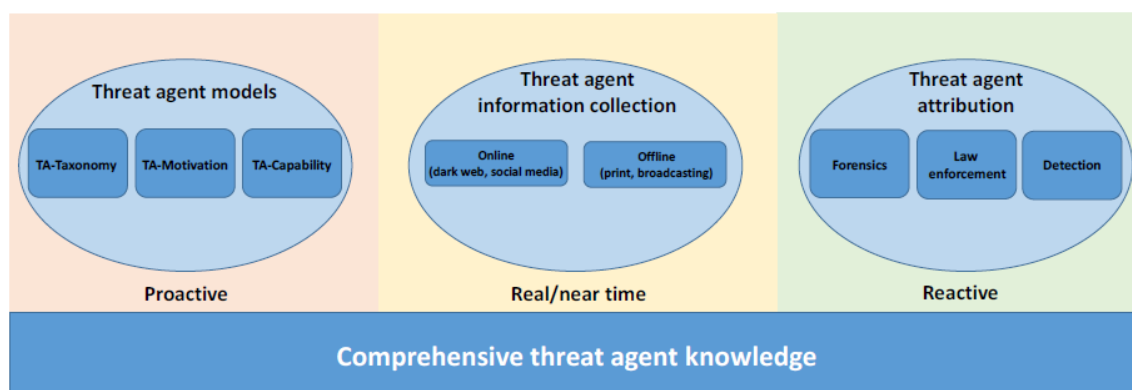 Threat agent models
TA-Taxonomy
TA-Motivation
TA-Capability
Proactive
Threat agent
information collection
Online
(dark web, social media)
Offline
(print, broadcasting)
Real/near time
Threat agent
attribution
Forensics
Law
enforcement
Detection
Reactive
Comprehensive threat agent knowledge